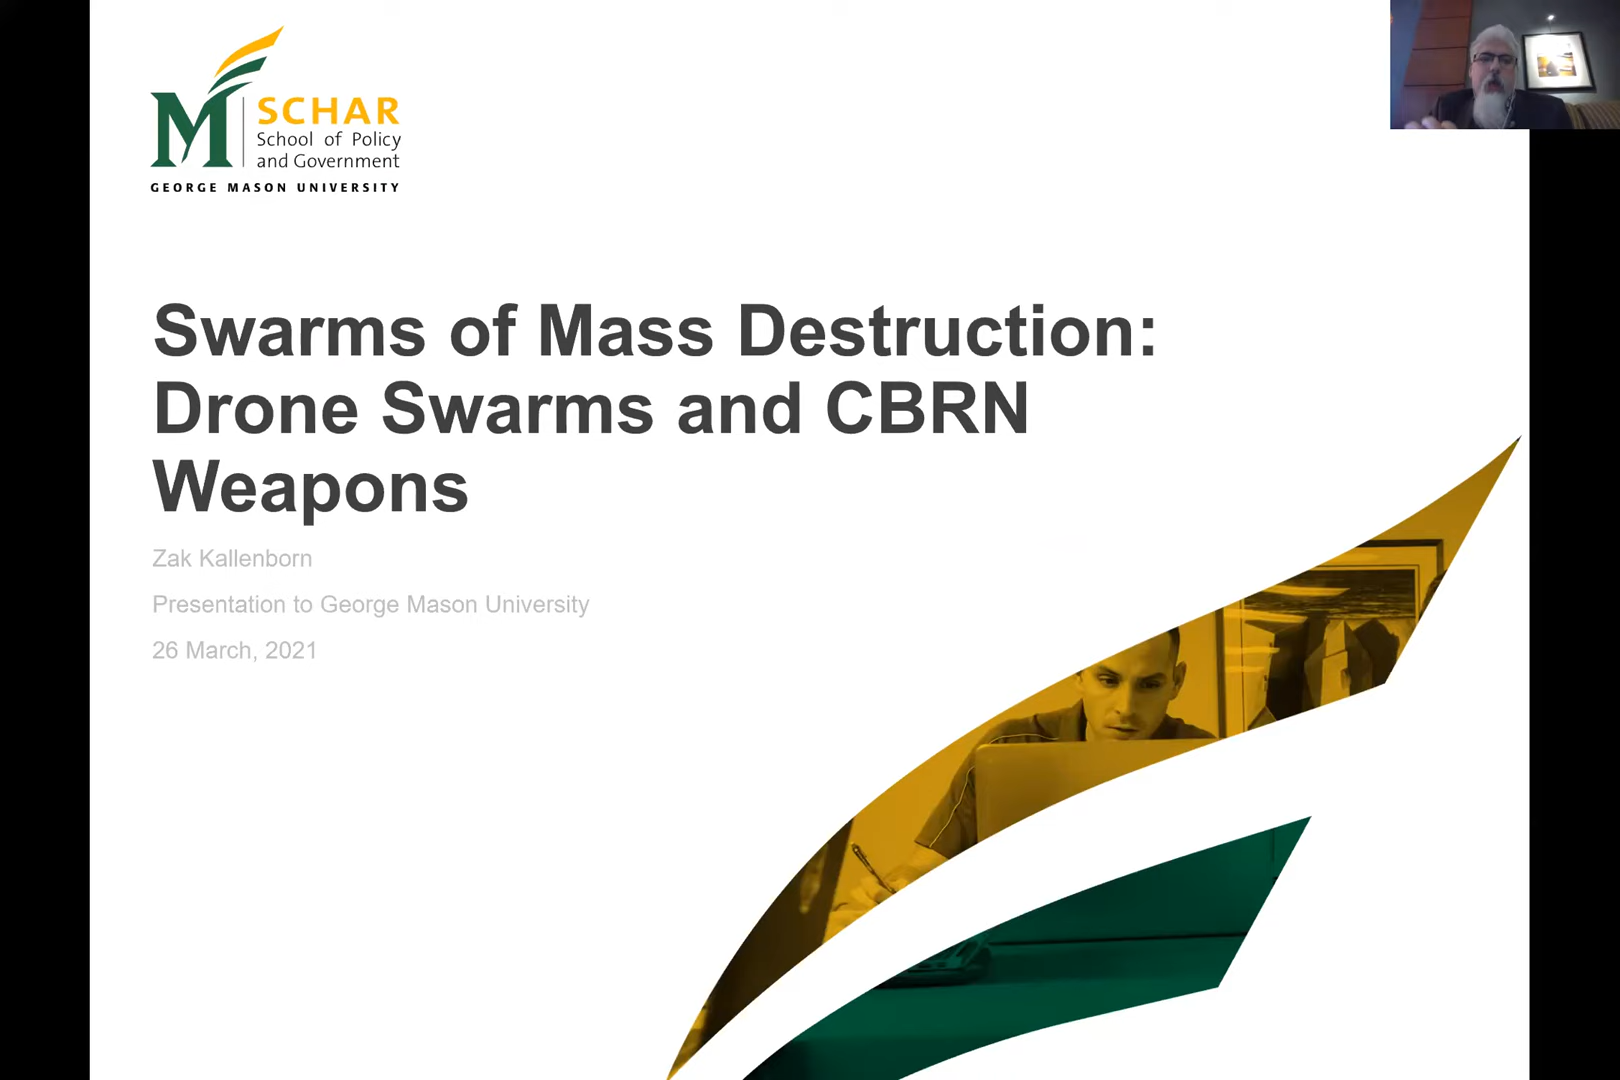 M
SCHAR
School of Policy
and Government
GEORGE MASON UNIVERSITY
Swarms of Mass Destruction:
Drone Swarms and CBRN
Weapons
Zak Kallenborn
Presentation to George Mason University
26 March, 2021